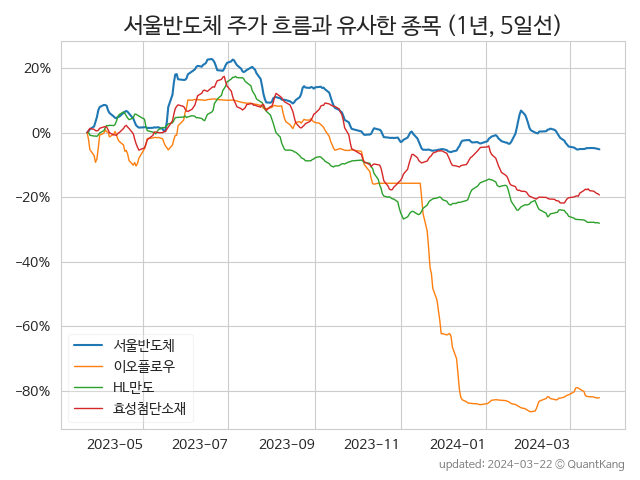 서울반도체 주가 흐름과 유사한 종목 (1년, 5일선)
20%
0%
−20%
−40%
−60%
−80%
서울반도체
이오플로우
HL만도
효성첨단소재
2023-05 2023-07 2023-09 2023-11 2024-01 2024-03
updated: 2024-03-22 © QuantKang